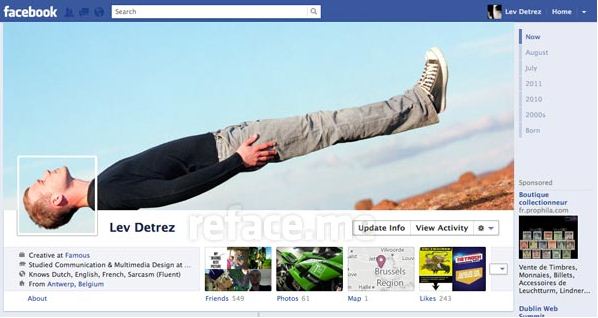 facebook
Search
Lev Detrez
Home
Now
August
July
2011
2010
2000s
Born
Lev Detrez
reface.me
Update Info
View Activity
Creative at Famous
Studied Communication & Multimedia Design at ...
Knows Dutch, English, French, Sarcasm (Fluent)
From Antwerp, Belgium
About
Vilvoorde
Brussels
Region
Friends 549
Photos 61
Map 1
Likes 243
Sponsored
Boutique
collectionneur
fr.prophila.com
Vente de Timbres,
Monnaies, Billets,
Accessoires de
Leuchtturm, Lindner...
Dublin Web
Summit